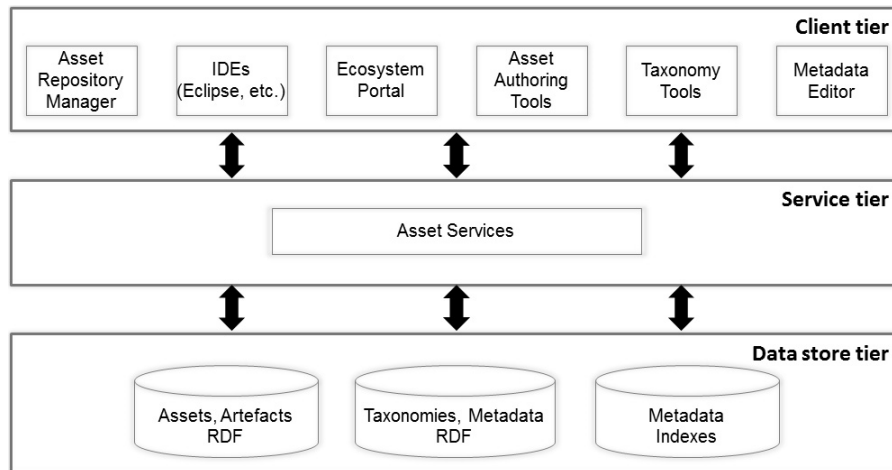 Client tier
Asset
Repository
Manager
IDEs
(Eclipse, etc.)
Ecosystem
Portal
Asset
Authoring
Tools
Taxonomy
Tools
Metadata
Editor
Service tier
Asset Services
Data store tier
Assets, Artefacts
RDF
Taxonomies, Metadata
RDF
Metadata
Indexes